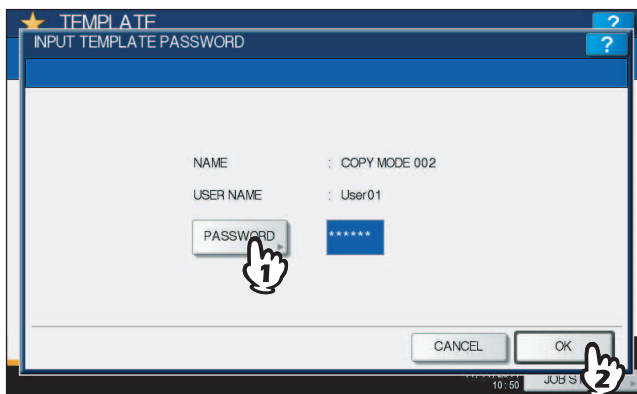 TEMPLATE ?
INPUT TEMPLATE PASSWORD ?
NAME : COPY MODE 002
USER NAME : User01
PASSWORD ******
1
CANCEL OK
2
10:50 JOB S